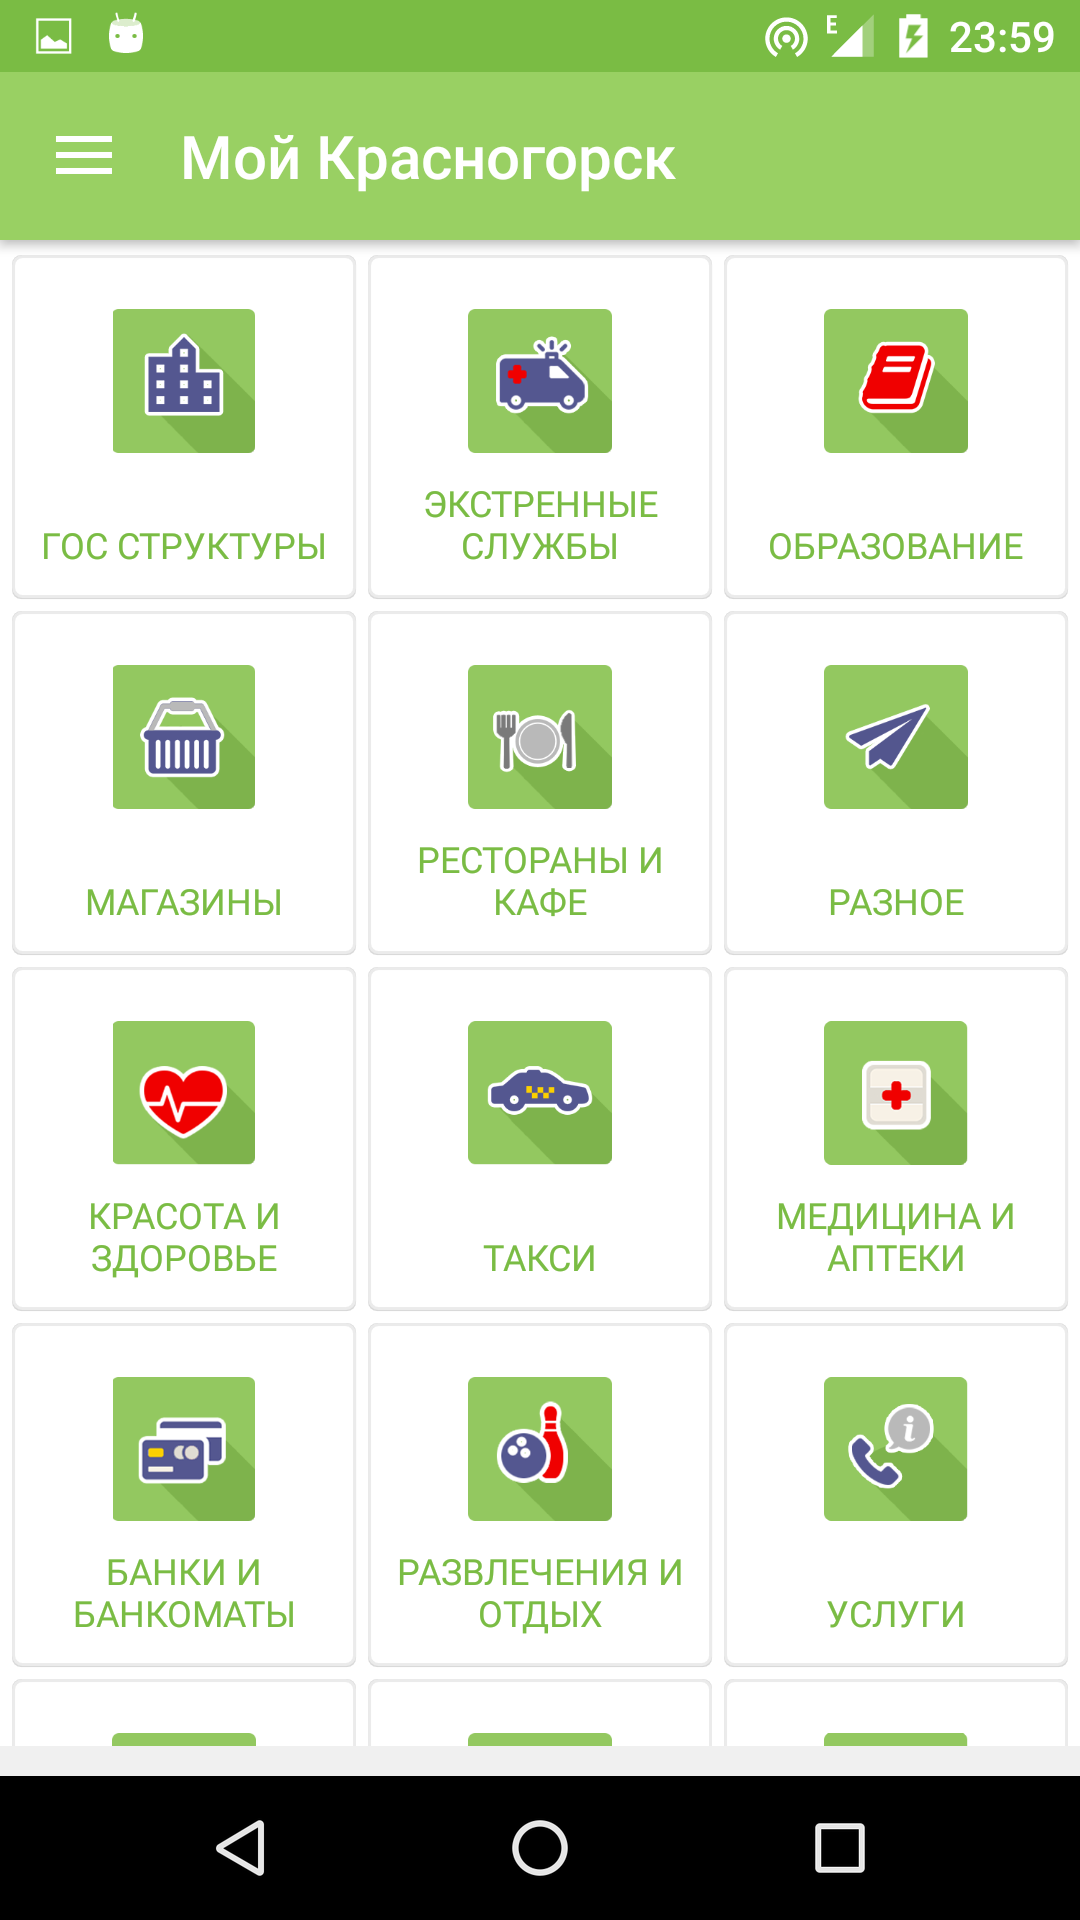 E 23:59
Мой Красногорск
ГОС СТРУКТУРЫ
ЭКСТРЕННЫЕ
СЛУЖБЫ
ОБРАЗОВАНИЕ
МАГАЗИНЫ
РЕСТОРАНЫ И
КАФЕ
РАЗНОЕ
КРАСОТА И
ЗДОРОВЬЕ
ТАКСИ
МЕДИЦИНА И
АПТЕКИ
БАНКИ И
БАНКОМАТЫ
РАЗВЛЕЧЕНИЯ И
ОТДЫХ
i
УСЛУГИ